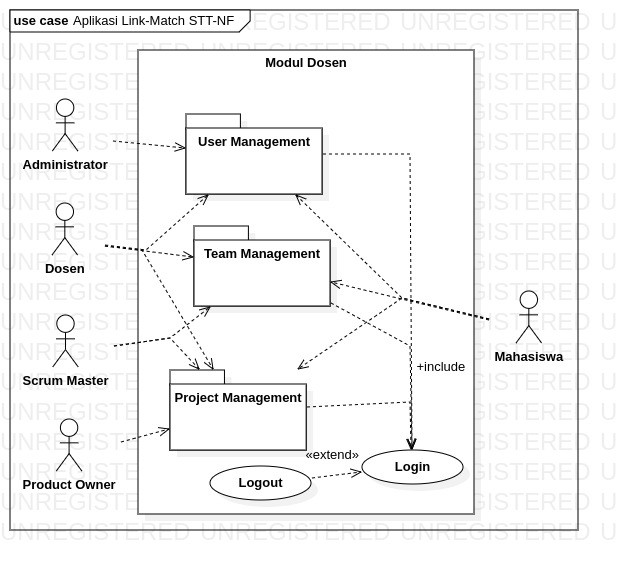 use case Aplikasi Link-Match STT-NF
Modul Dosen
User Management
Administrator
Team Management
Dosen
Scrum Master
Mahasiswa
+include
Project Management
«extend»
Login
Logout
Product Owner
UNREGISTERED